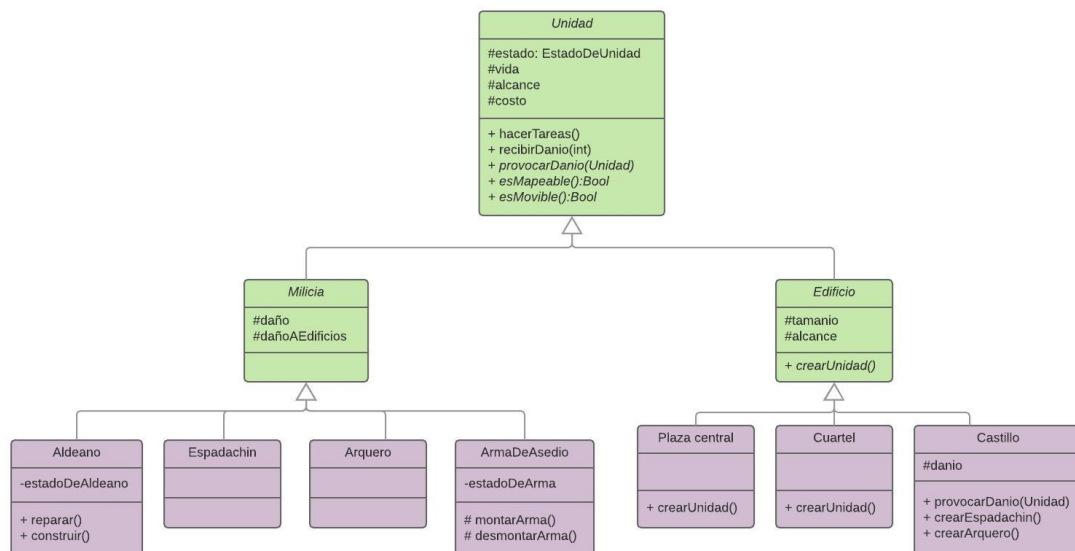 Unidad
#estado: EstadoDeUnidad
#vida
#alcance
#costo
+ hacerTareas()
+ recibirDanio(int)
+ provocarDanio(Unidad)
+ esMapeable():Bool
+ esMovible():Bool
Milicia
#daño
#dañoAEdificios
Edificio
#tamanio
#alcance
+ crearUnidad()
Aldeano
-estadoDeAldeano
+ reparar()
+ construir()
Espadachin
Arquero
ArmaDeAsedio
-estadoDeArma
# montarArma()
# desmontarArma()
Plaza central
+ crearUnidad()
Cuartel
+ crearUnidad()
Castillo
#danio
+ provocarDanio(Unidad)
+ crearEspadachin()
+ crearArquero()